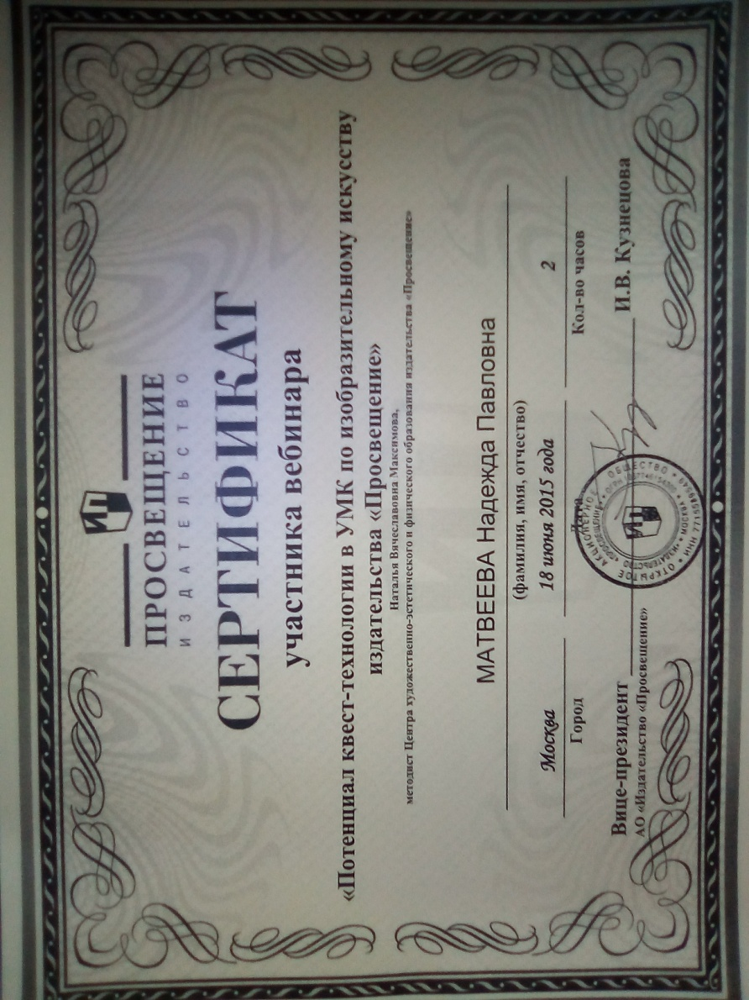 ИП
ПРОСВЕЩЕНИЕ
ИЗДАТЕЛЬСТВО
СЕРТИФИКАТ
участника вебинара
«Потенциал квест-технологии в УМК по изобразительному искусству
издательства «Просвещение»
Наталья Вячеславовна Максимова,
методист Центра художественно-эстетического и физического образования издательства «Просвещение»
МАТВЕЕВА Надежда Павловна
(фамилия, имя, отчество)
Москва 18 июня 2015 года 2
Город Дата Кол-во часов
Вице-президент И.В. Кузнецова
АО «Издательство «Просвещение»
ОТКРЫТОЕ АКЦИОНЕРНОЕ ОБЩЕСТВО
«ИЗДАТЕЛЬСТВО «ПРОСВЕЩЕНИЕ»
МОСКВА
ИП